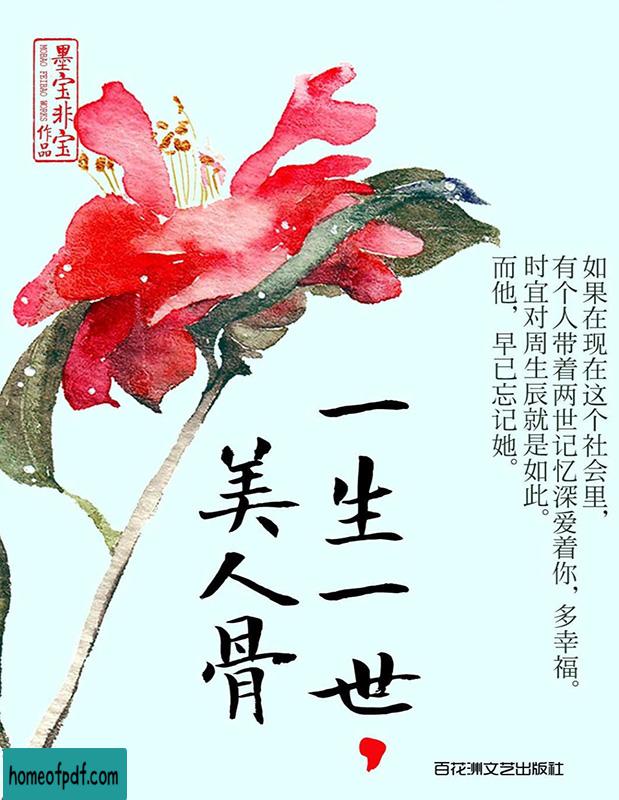 墨宝非宝
作品
MOBAO FEIBAO WORKS
如果在现在这个社会里，
有个人带着两世记忆深爱着你，多幸福。
时宜对周生辰就是如此。
而他，早已忘记她。
一生一世，
美人骨
百花洲文艺出版社
homeofpdf.com